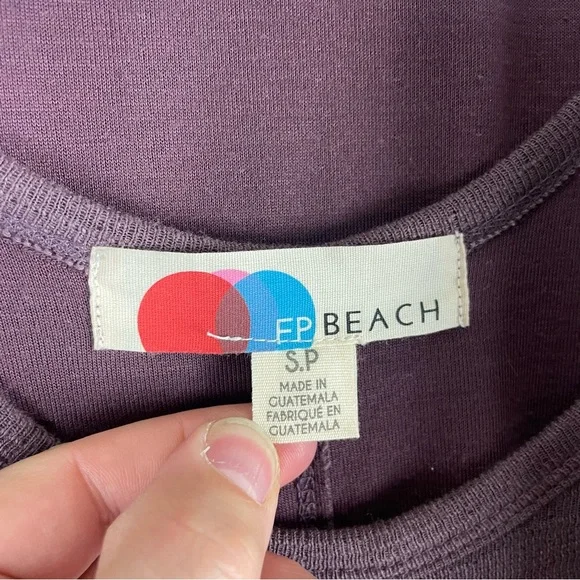 FP BEACH
S.P
MADE IN
GUATEMALA
FABRIQUÉ EN
GUATEMALA